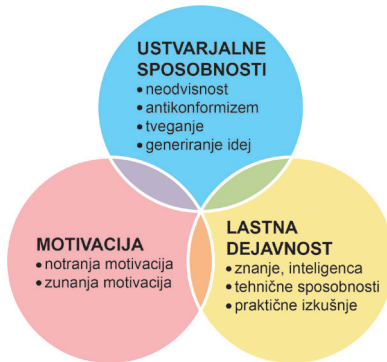 USTVARJALNE
SPOSOBNOSTI
• neodvisnost
• antikonformizem
• tveganje
• generiranje idej
MOTIVACIJA
• notranja motivacija
• zunanja motivacija
LASTNA
DEJAVNOST
• znanje, inteligenca
• tehnične sposobnosti
• praktične izkušnje